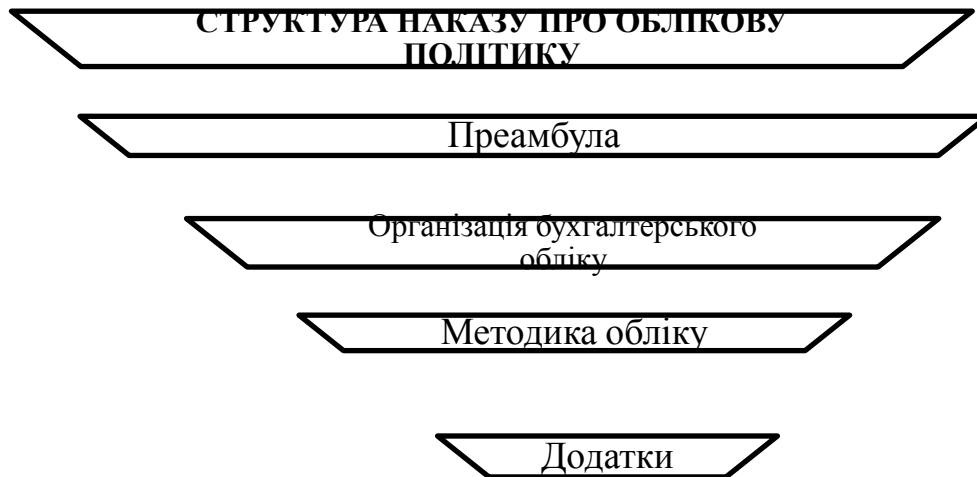 СТРУКТУРА НАКАЗУ ПРО ОБЛІКОВУ
ПОЛІТИКУ
Преамбула
Організація бухгалтерського
обліку
Методика обліку
Додатки